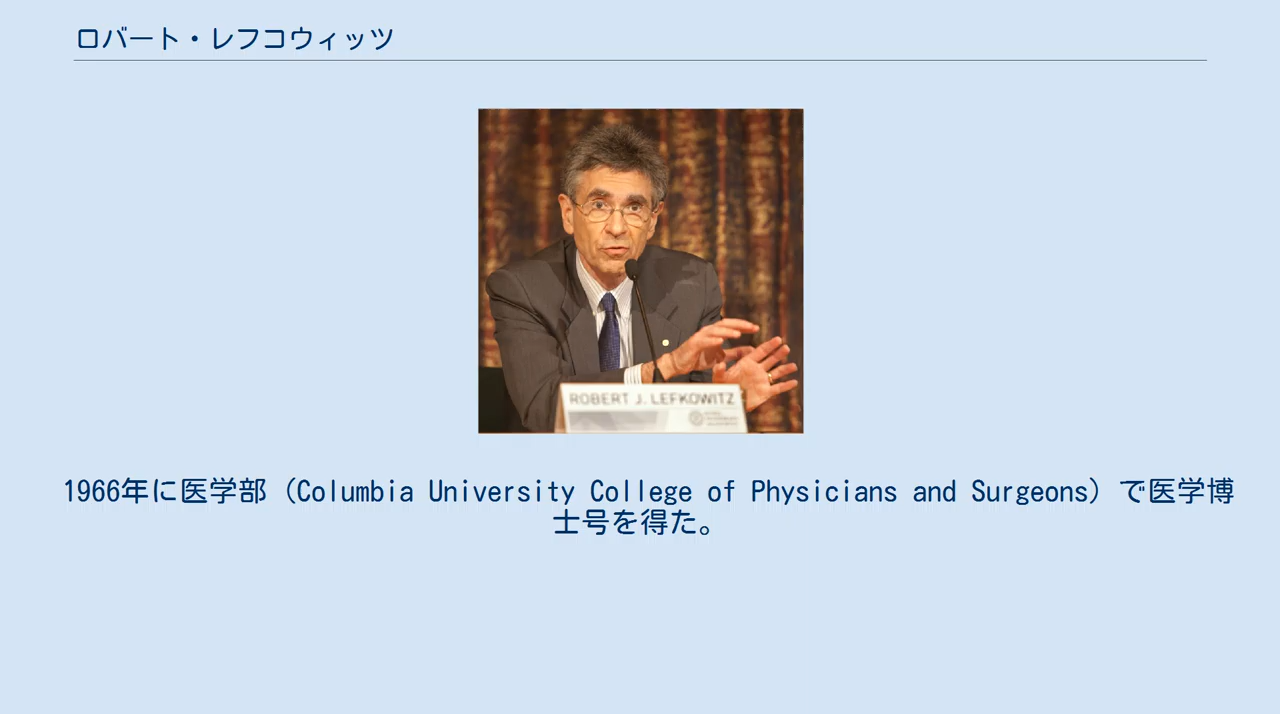 ロバート・レフコウィッツ
ROBERT J. LEFKOWITZ
1966年に医学部（Columbia University College of Physicians and Surgeons）で医学博
士号を得た。